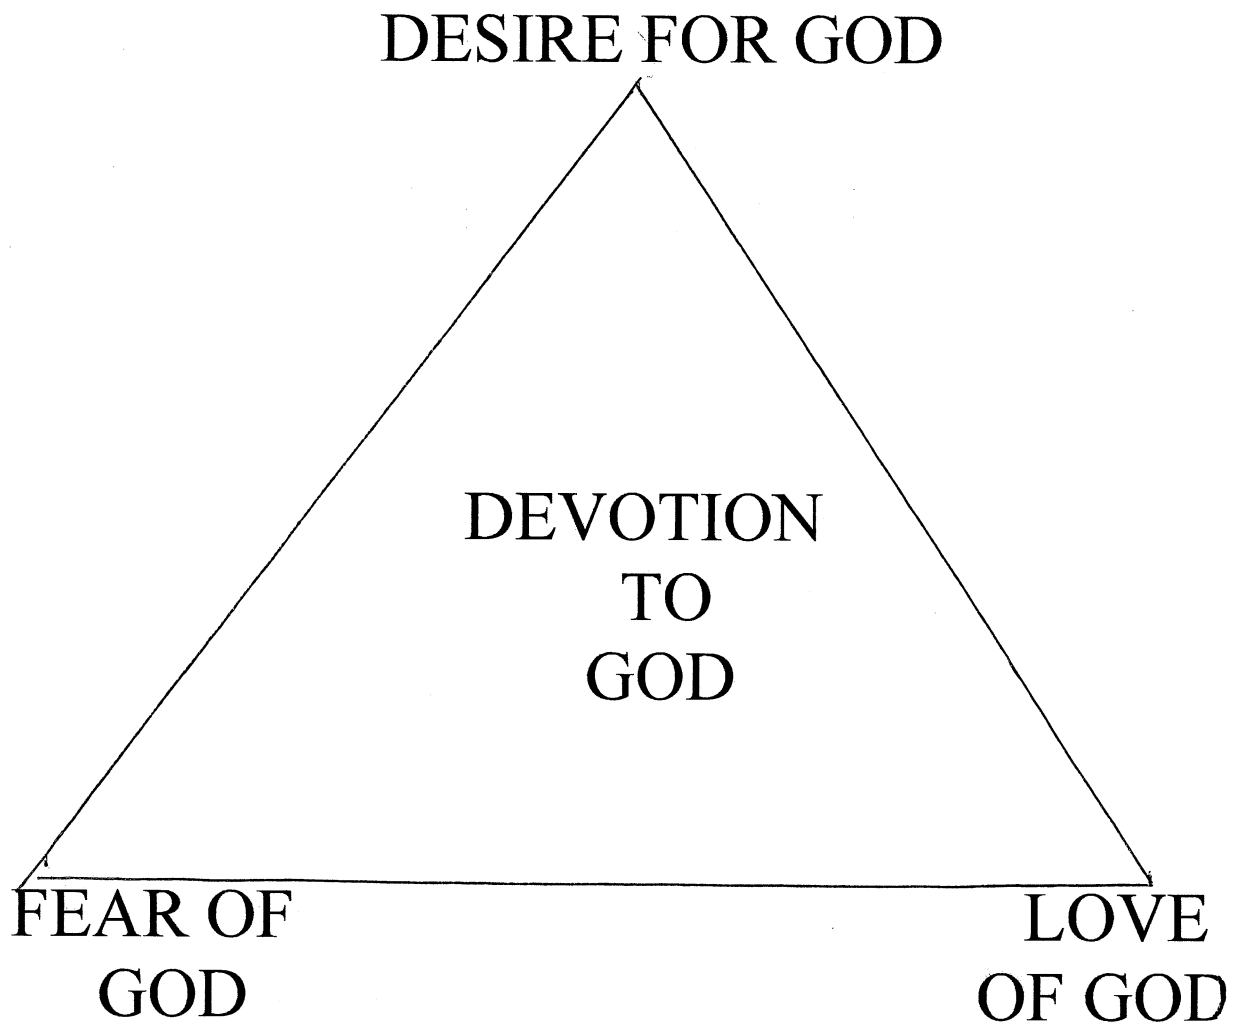 DESIRE FOR GOD
DEVOTION
TO
GOD
FEAR OF
GOD
LOVE
OF GOD